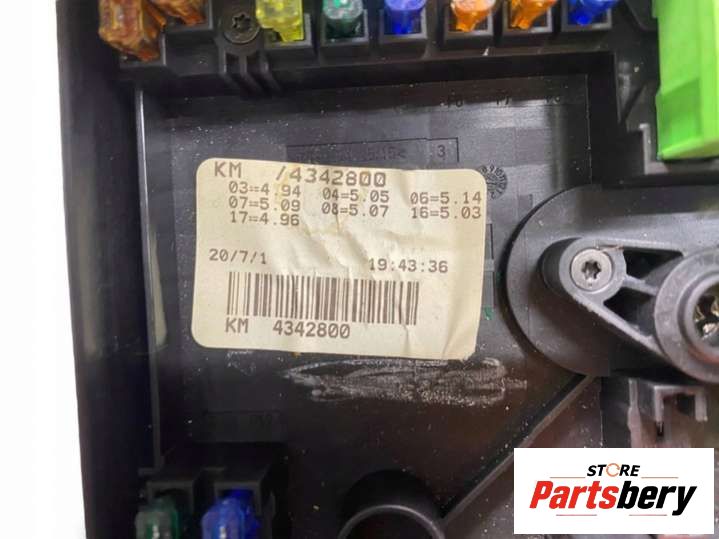 KM /4342800
03=4.94 04=5.05 06=5.14
07=5.09 08=5.07 16=5.03
17=4.96
20/7/1 19:43:36
KM 4342800
STORE
Partsbery